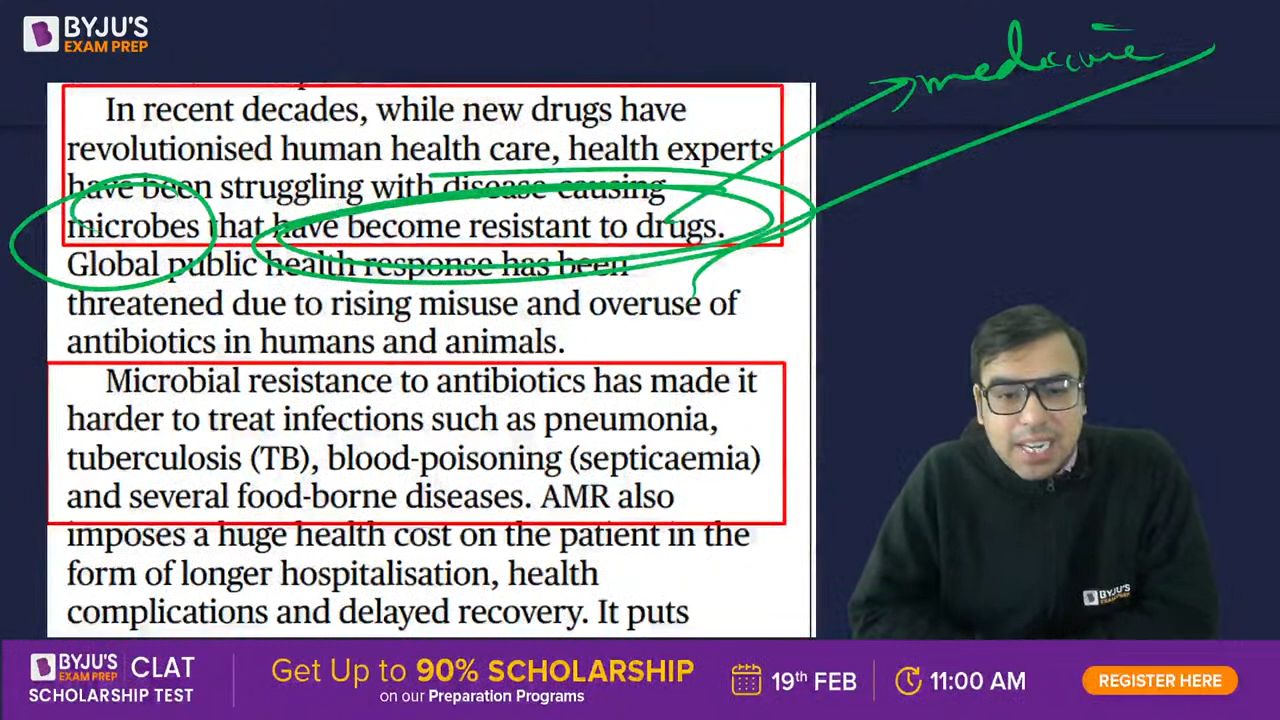 BYJU'S
EXAM PREP
medicine
In recent decades, while new drugs have
revolutionised human health care, health experts
have been struggling with disease-causing
microbes that have become resistant to drugs.
Global public health response has been
threatened due to rising misuse and overuse of
antibiotics in humans and animals.
Microbial resistance to antibiotics has made it
harder to treat infections such as pneumonia,
tuberculosis (TB), blood-poisoning (septicaemia)
and several food-borne diseases. AMR also
imposes a huge health cost on the patient in the
form of longer hospitalisation, health
complications and delayed recovery. It puts
BYJU'S
EXAM PREP
BYJU'S
EXAM PREP
CLAT
SCHOLARSHIP TEST
Get Up to 90% SCHOLARSHIP
on our Preparation Programs
19th FEB
11:00 AM
REGISTER HERE